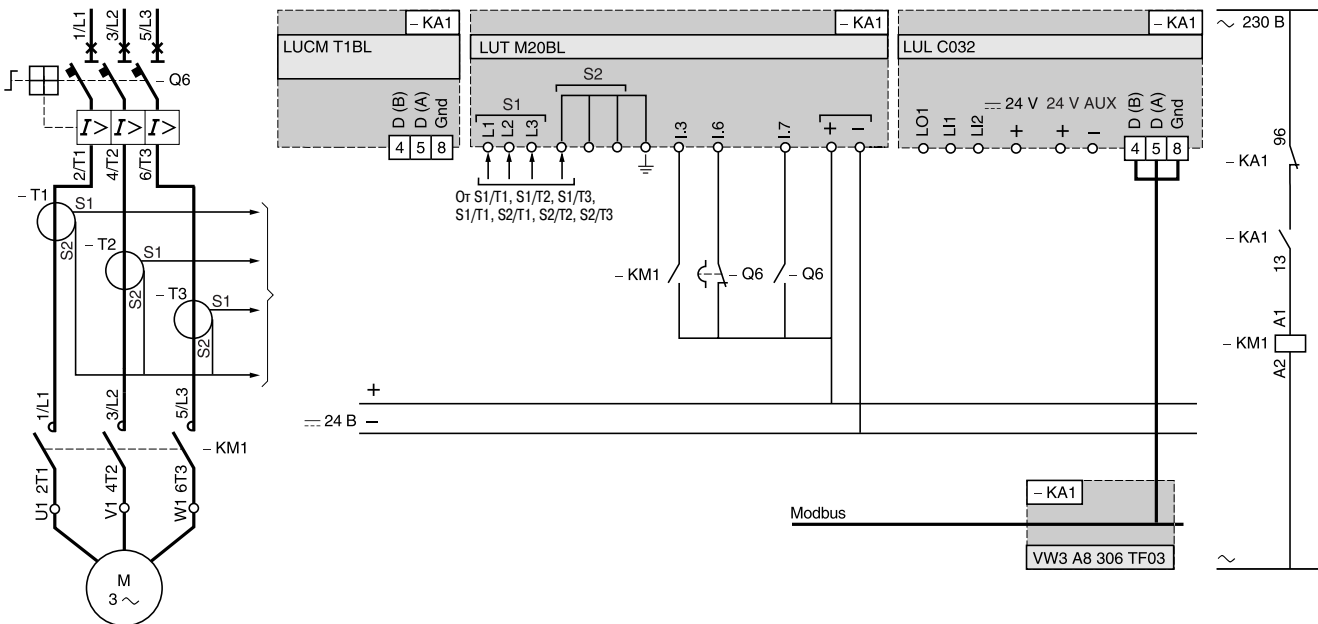 1/L1 3/L2 5/L3
– Q6
I> I> I>
2/T1 4/T2 6/T3
– T1
S1
S2
– T2
S1
S2
– T3
S1
S2
1/L1 3/L2 5/L3
– KM1
2T1 4T2 6T3
U1 V1 W1
M
3 ~
– KA1
LUCM T1BL
D (B) D (A) Gnd
4 5 8
– KA1
LUT M20BL
S2
S1
L1 L2 L3
I.3 I.6 I.7 + –
От S1/T1, S1/T2, S1/T3,
S1/T1, S2/T1, S2/T2, S2/T3
– KM1 – Q6 – Q6
– KA1
LUL C032
24 V 24 V AUX
LO1 LI1 LI2 + + – D (B) D (A) Gnd
4 5 8
+
24 В –
– KA1
Modbus
VW3 A8 306 TF03
~ 230 В
96
– KA1
– KA1
13
A1
– KM1
A2
~